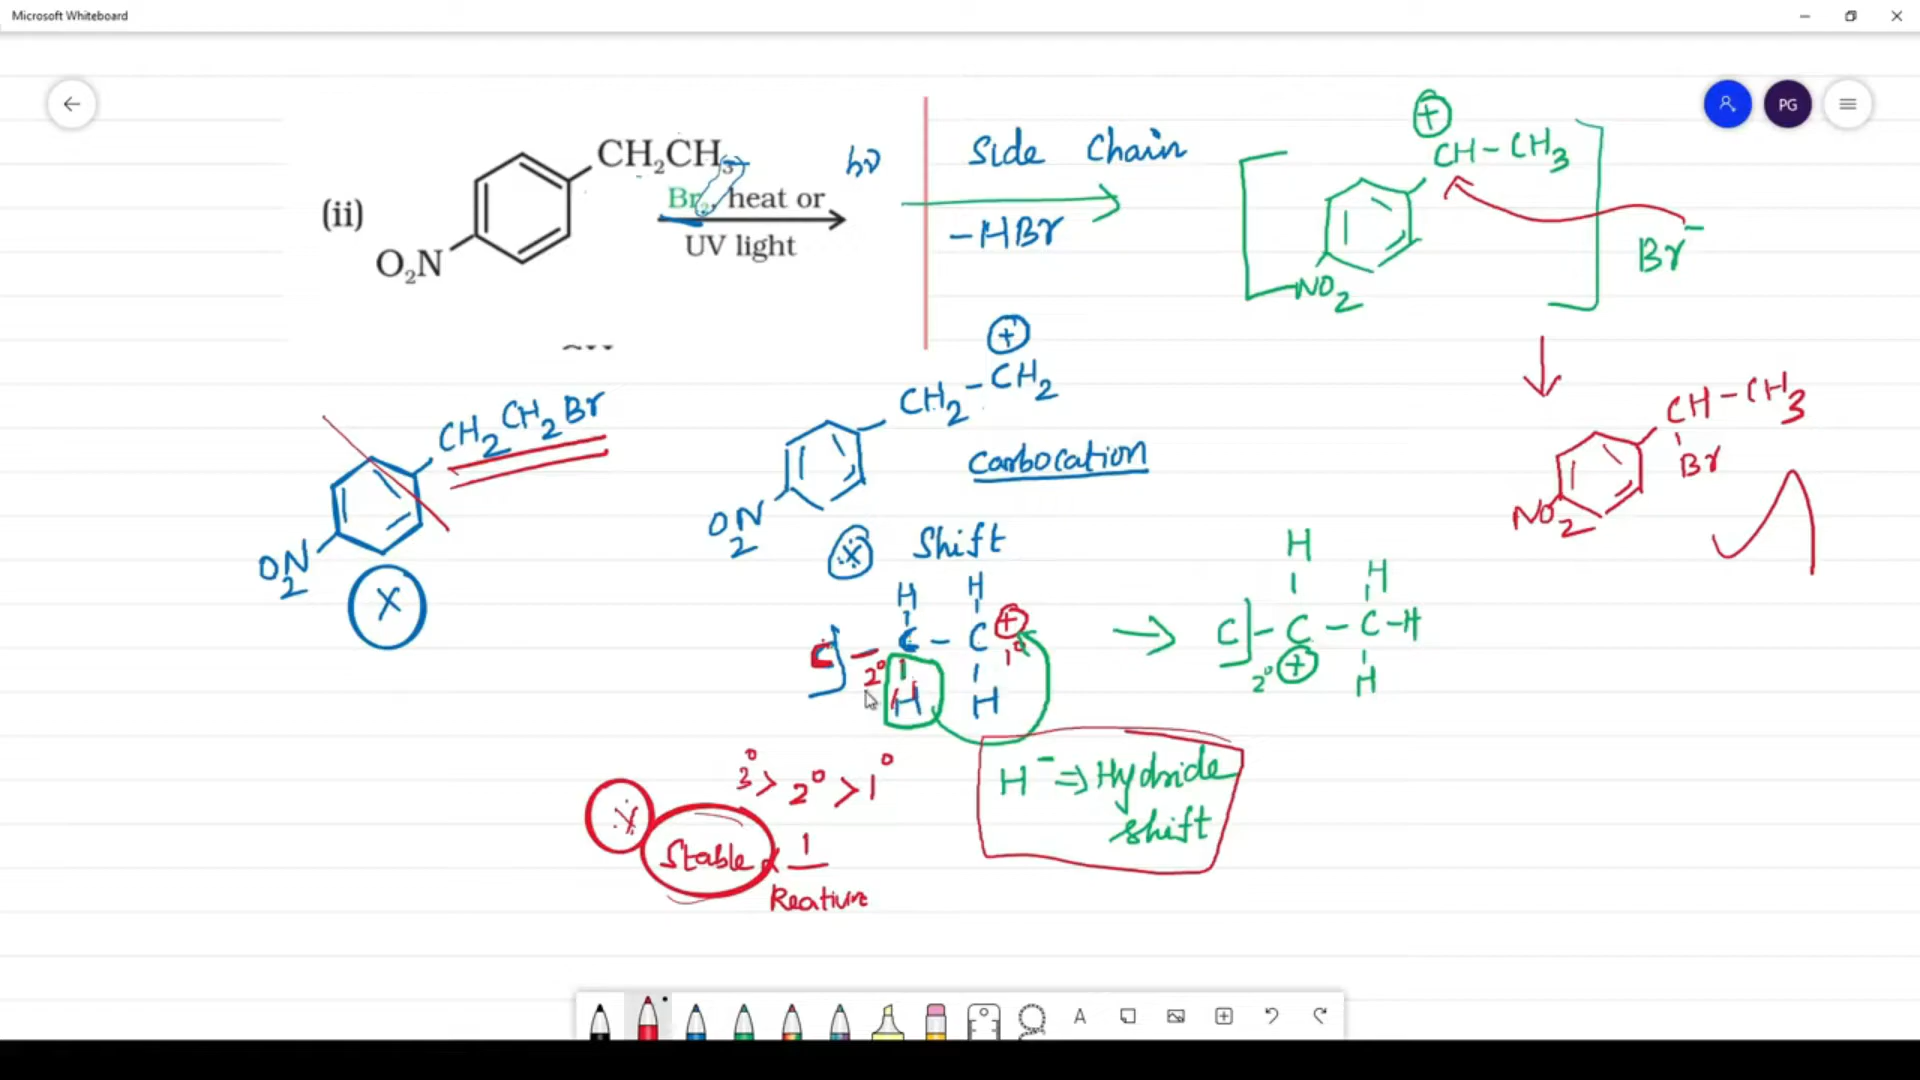 Microsoft Whiteboard
PG
(ii)
CH₂CH₃
O₂N
Br₂, heat or
UV light
hν
Side Chain
-HBr
⊕
CH-CH₃
NO₂
Br⁻
CH₂CH₂Br
O₂N
X
⊕
CH₂-CH₂
O₂N
Carbocation
CH-CH₃
Br
NO₂
Shift
H H
C - C - C ⊕
2° 1°
H H
H H
C - C - C-H
2° ⊕ H
3° > 2° > 1°
Stable ∝ 1
Reative
H⁻ ⇒ Hydride
shift